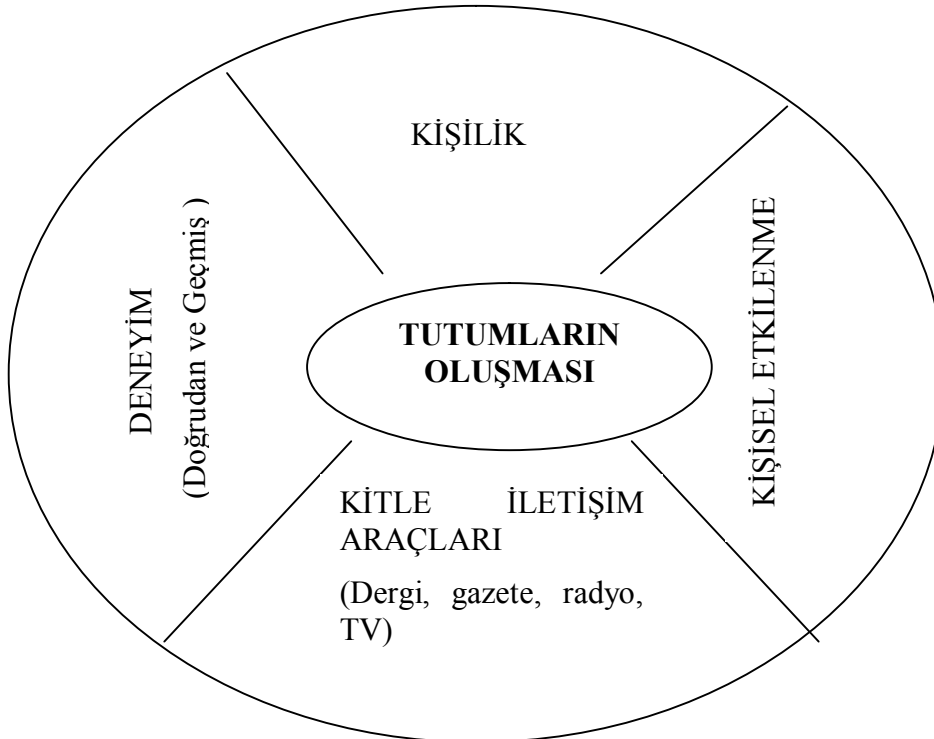 KİŞİLİK
DENEYİM
(Doğrudan ve Geçmiş )
TUTUMLARIN
OLUŞMASI
KİŞİSEL ETKİLENME
KİTLE İLETİŞİM
ARAÇLARI
(Dergi, gazete, radyo,
TV)